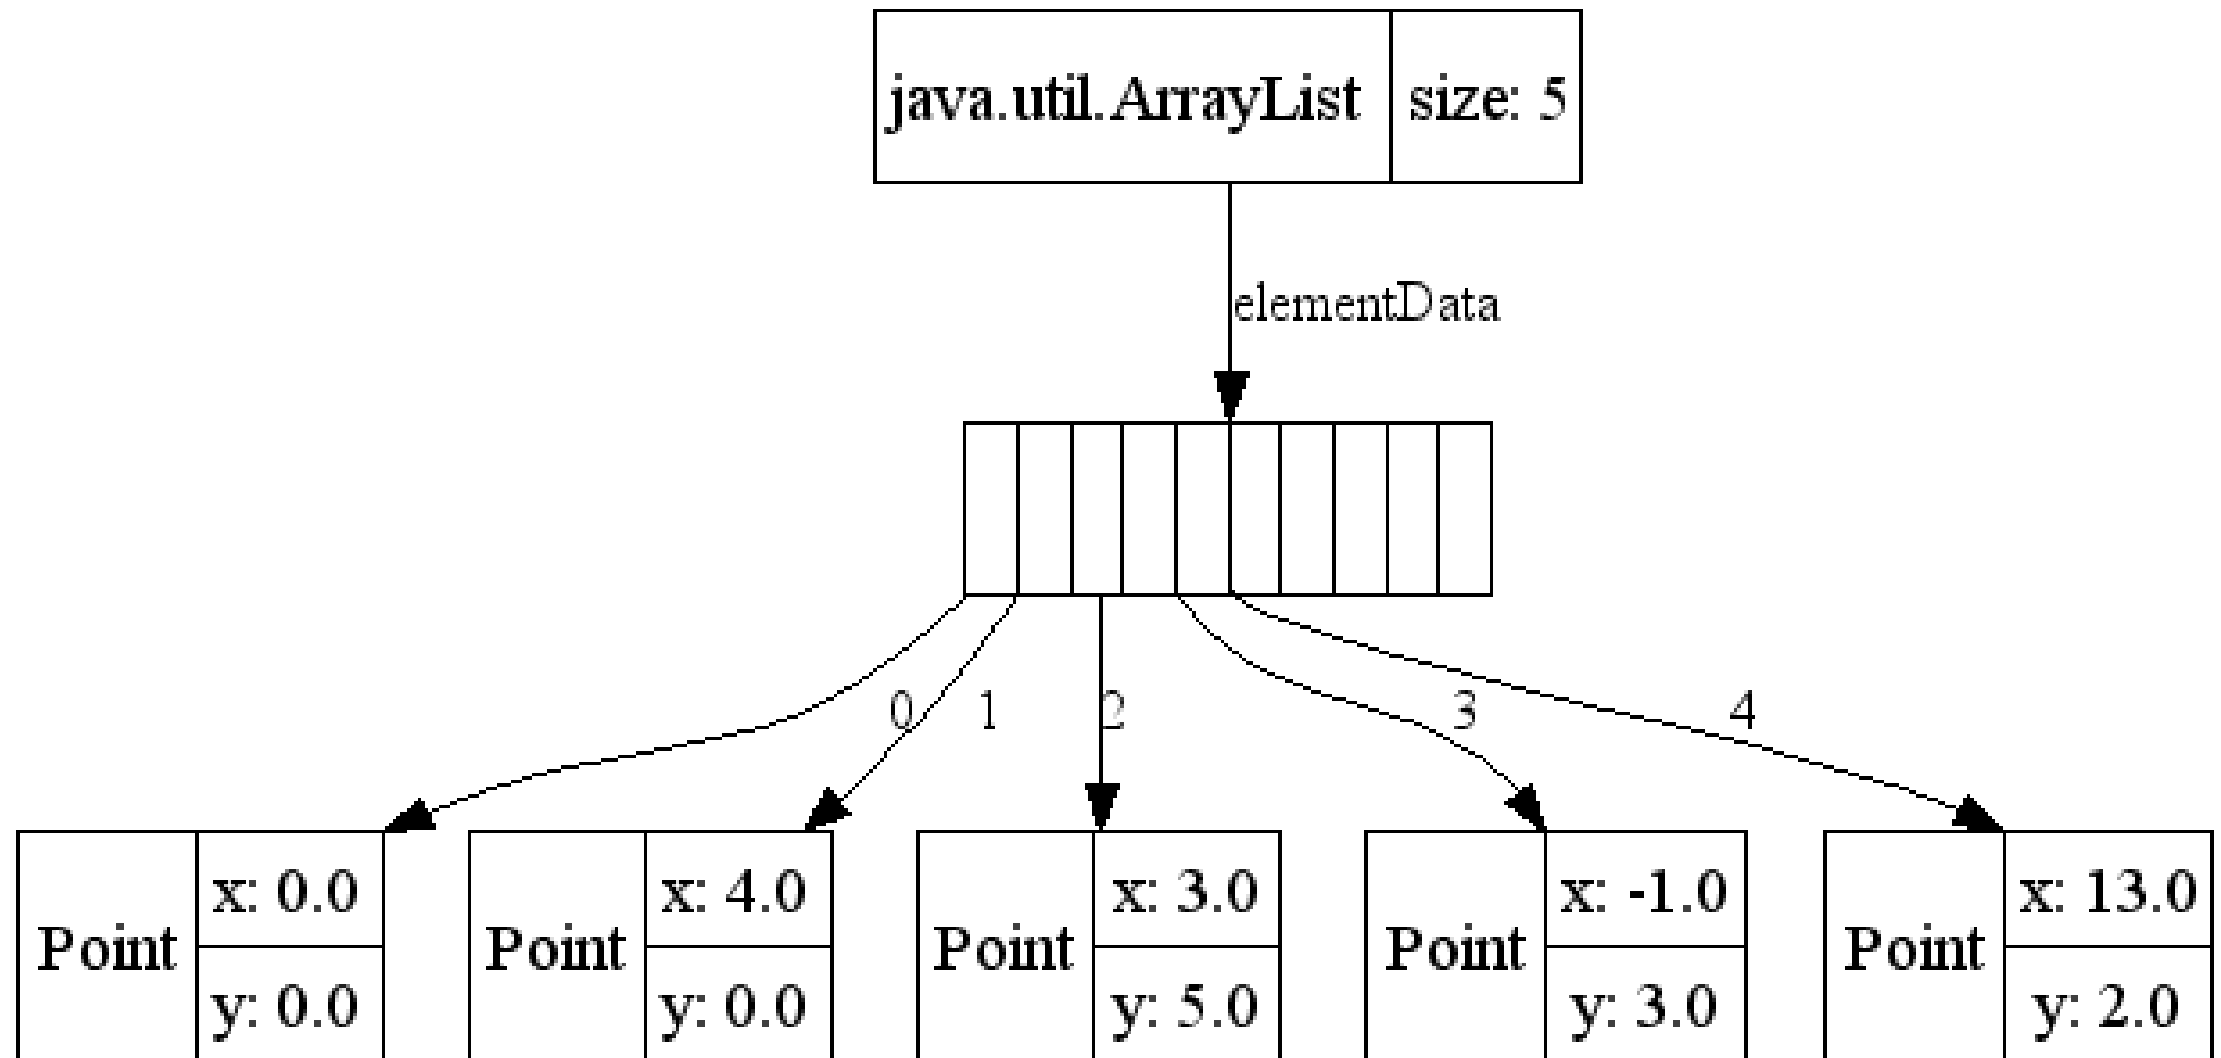 java.util.ArrayList size: 5
elementData
0 1 2 3 4
Point x: 0.0 y: 0.0
Point x: 4.0 y: 0.0
Point x: 3.0 y: 5.0
Point x: -1.0 y: 3.0
Point x: 13.0 y: 2.0